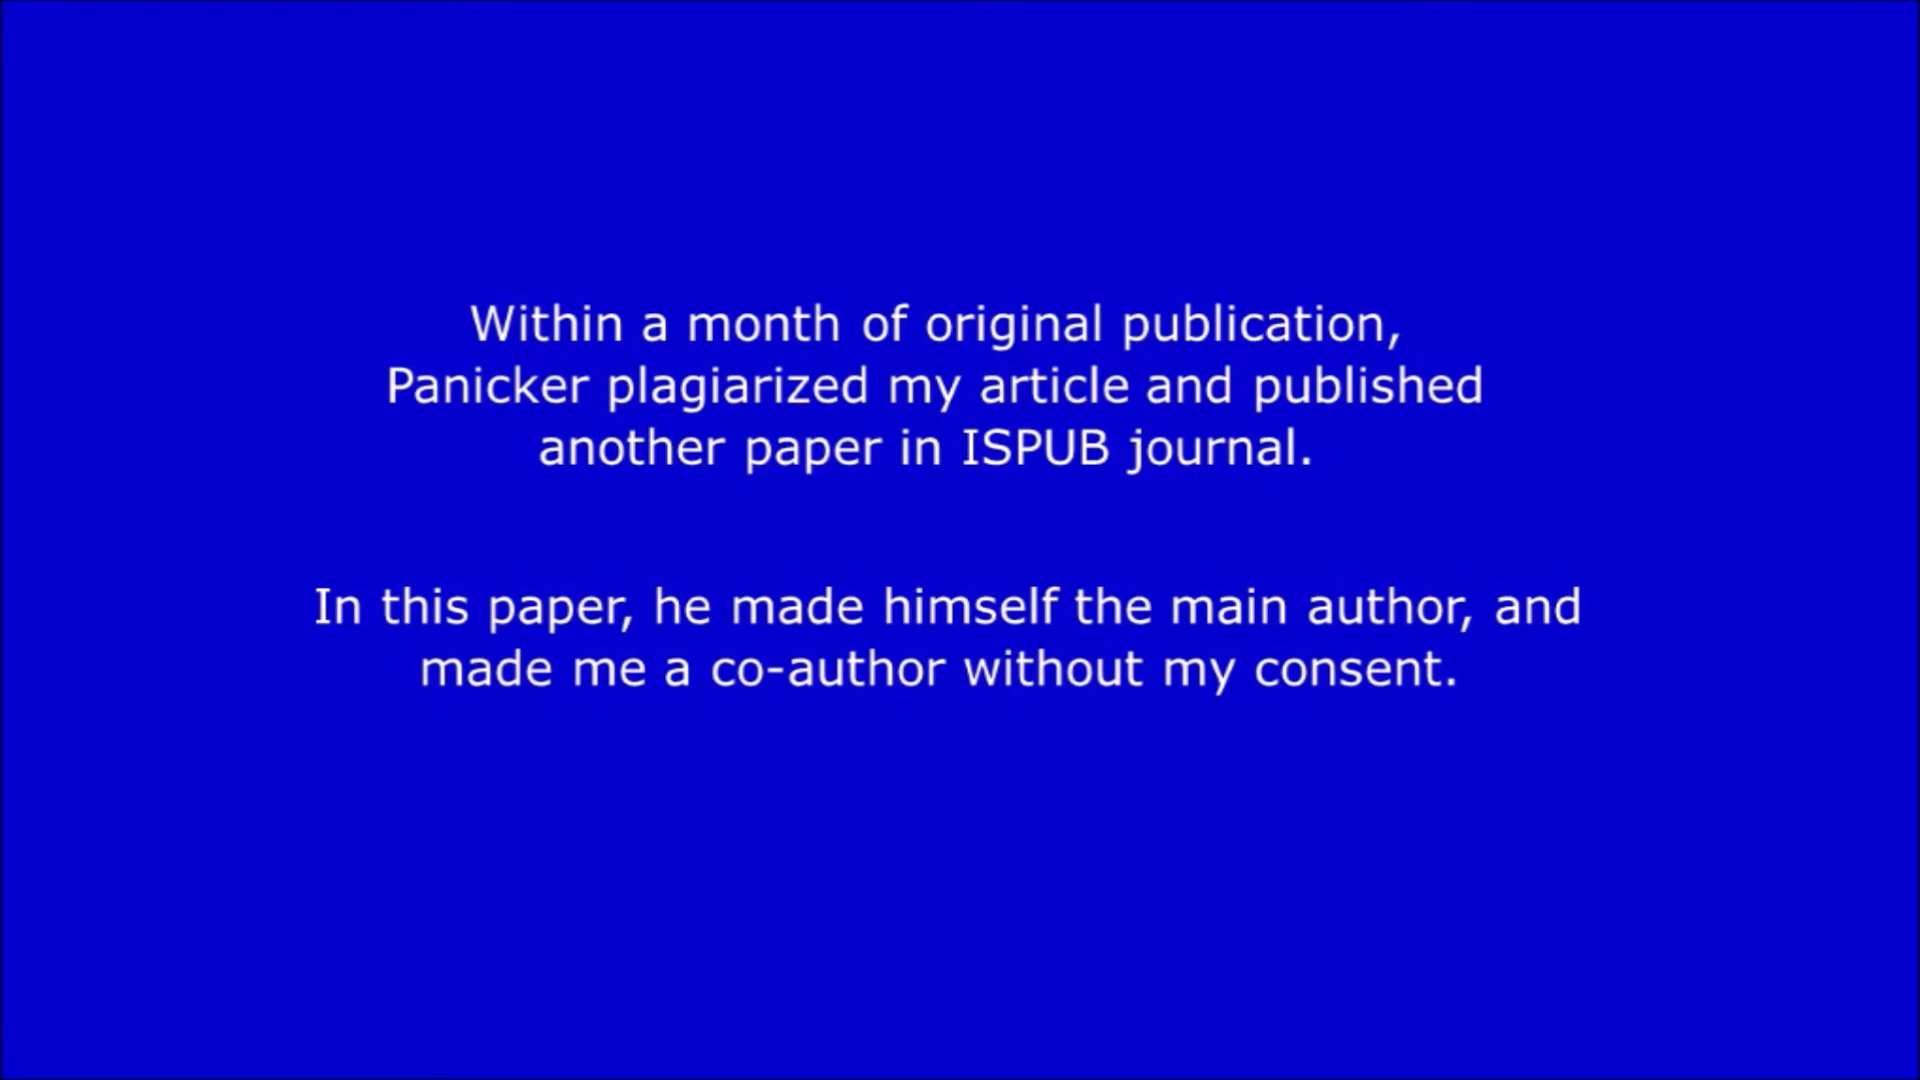 Within a month of original publication,
Panicker plagiarized my article and published
another paper in ISPUB journal.
In this paper, he made himself the main author, and
made me a co-author without my consent.